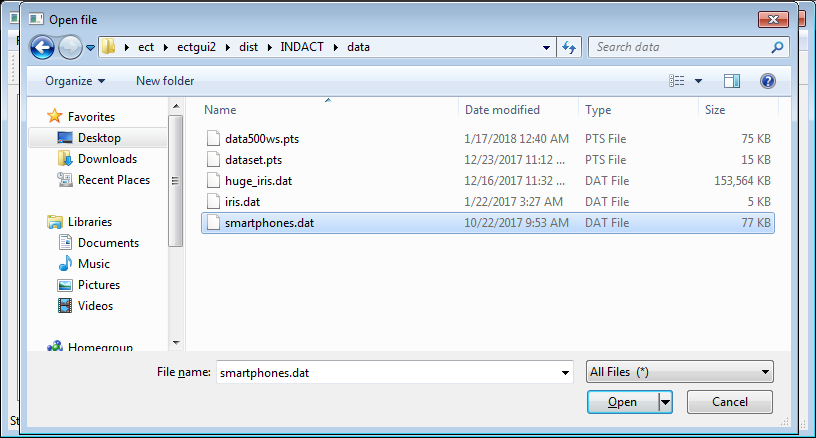 Open file
ect ectgui2 dist INDACT data
Search data
Organize New folder
Name Date modified Type Size
data500ws.pts 1/17/2018 12:40 AM PTS File 75 KB
dataset.pts 12/23/2017 11:12 ... PTS File 15 KB
huge_iris.dat 12/16/2017 11:32 ... DAT File 153,564 KB
iris.dat 1/22/2017 3:27 AM DAT File 5 KB
smartphones.dat 10/22/2017 9:53 AM DAT File 77 KB
Favorites
Desktop
Downloads
Recent Places
Libraries
Documents
Music
Pictures
Videos
Homegroup
File name: smartphones.dat All Files (*)
Open Cancel